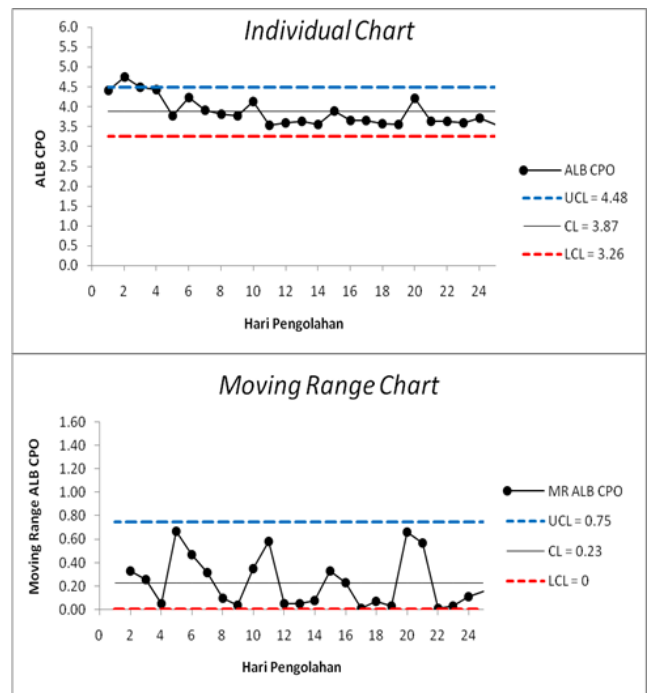 Individual Chart
6.0
5.5
5.0
4.5
4.0
3.5
3.0
2.5
2.0
1.5
1.0
0.5
0.0
ALB CPO
0 2 4 6 8 10 12 14 16 18 20 22 24
Hari Pengolahan
ALB CPO
UCL = 4.48
CL = 3.87
LCL = 3.26
Moving Range Chart
1.60
1.40
1.20
1.00
0.80
0.60
0.40
0.20
0.00
Moving Range ALB CPO
0 2 4 6 8 10 12 14 16 18 20 22 24
Hari Pengolahan
MR ALB CPO
UCL = 0.75
CL = 0.23
LCL = 0